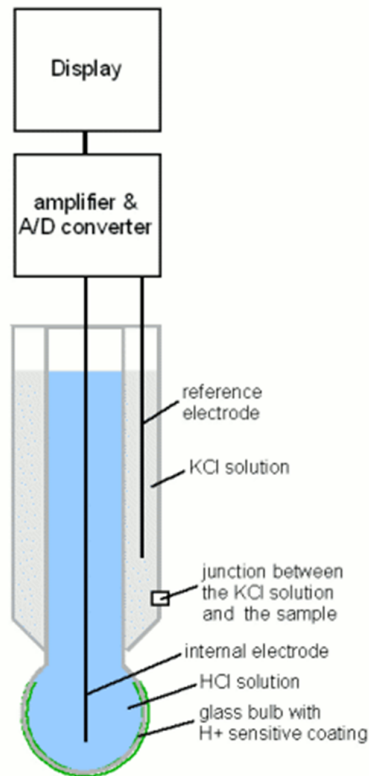 Display
amplifier &
A/D converter
reference
electrode
KCl solution
junction between
the KCl solution
and the sample
internal electrode
HCl solution
glass bulb with
H+ sensitive coating